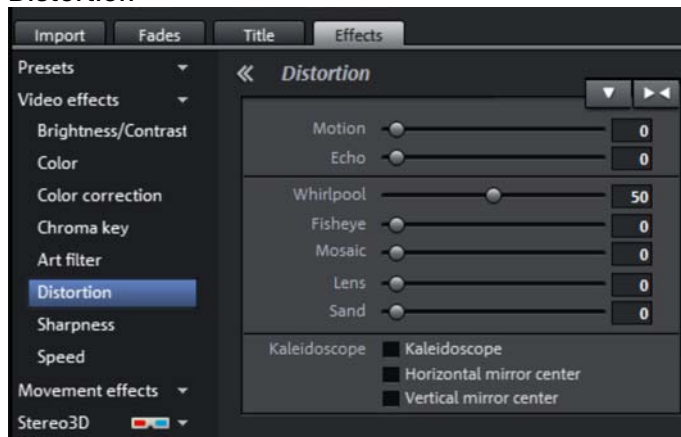 Distortion
Import Fades Title Effects
Presets
Video effects
Brightness/Contrast
Color
Color correction
Chroma key
Art filter
Distortion
Sharpness
Speed
Movement effects
Stereo3D
Distortion
Motion 0
Echo 0
Whirlpool 50
Fisheye 0
Mosaic 0
Lens 0
Sand 0
Kaleidoscope Kaleidoscope
Horizontal mirror center
Vertical mirror center